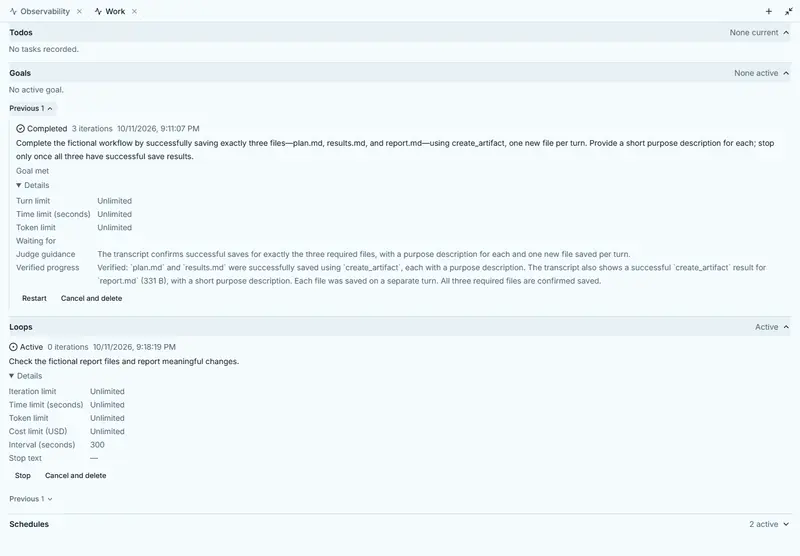 Observability
Work
Todos
None current
No tasks recorded.
Goals
None active
No active goal.
Previous 1
Completed 3 iterations 10/11/2026, 9:11:07 PM
Complete the fictional workflow by successfully saving exactly three files—plan.md, results.md, and report.md—using create_artifact, one new file per turn. Provide a short purpose description for each; stop
only once all three have successful save results.
Goal met
Details
Turn limit Unlimited
Time limit (seconds) Unlimited
Token limit Unlimited
Waiting for
Judge guidance The transcript confirms successful saves for exactly the three required files, with a purpose description for each and one new file saved per turn.
Verified progress Verified: `plan.md` and `results.md` were successfully saved using `create_artifact`, each with a purpose description. The transcript also shows a successful `create_artifact` result for
`report.md` (331 B), with a short purpose description. Each file was saved on a separate turn. All three required files are confirmed saved.
Restart Cancel and delete
Loops
Active
Active 0 iterations 10/11/2026, 9:18:19 PM
Check the fictional report files and report meaningful changes.
Details
Iteration limit Unlimited
Time limit (seconds) Unlimited
Token limit Unlimited
Cost limit (USD) Unlimited
Interval (seconds) 300
Stop text —
Stop Cancel and delete
Previous 1
Schedules
2 active